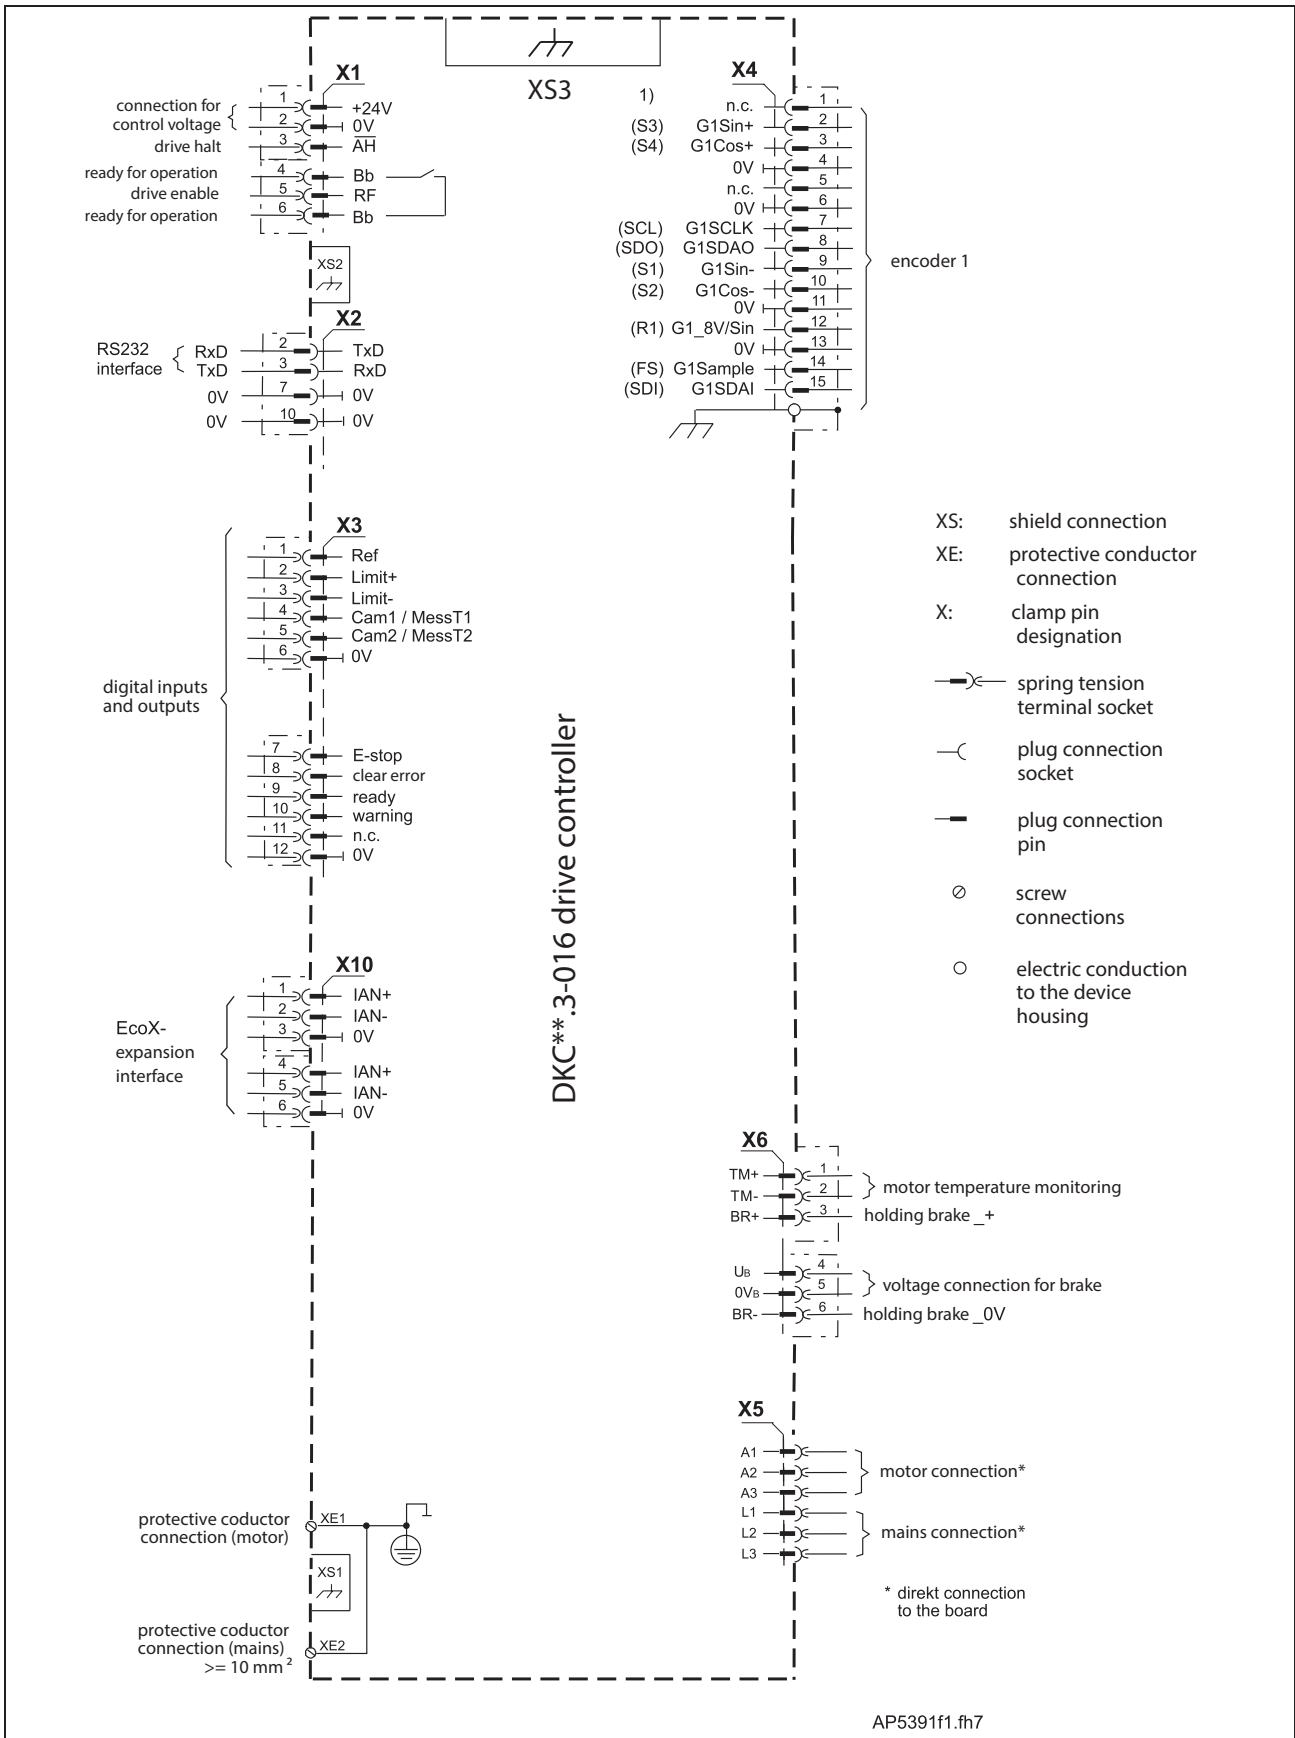 XS3
X1
connection for
control voltage
drive halt
1 +24V
2 0V
3 AH
ready for operation 4 Bb
drive enable 5 RF
ready for operation 6 Bb
XS2
X2
RS232
interface
RxD 2 TxD
TxD 3 RxD
0V 7 0V
0V 10 0V
X3
digital inputs
and outputs
1 Ref
2 Limit+
3 Limit-
4 Cam1 / MessT1
5 Cam2 / MessT2
6 0V
7 E-stop
8 clear error
9 ready
10 warning
11 n.c.
12 0V
X10
EcoX-
expansion
interface
1 IAN+
2 IAN-
3 0V
4 IAN+
5 IAN-
6 0V
protective coductor
connection (motor)
XE1
XS1
protective coductor
connection (mains)
>= 10 mm ²
XE2
DKC**.3-016 drive controller
X4
1)
n.c. 1
(S3) G1Sin+ 2
(S4) G1Cos+ 3
0V 4
n.c. 5
0V 6
(SCL) G1SCLK 7
(SDO) G1SDAO 8
(S1) G1Sin- 9
(S2) G1Cos- 10
0V 11
(R1) G1_8V/Sin 12
0V 13
(FS) G1Sample 14
(SDI) G1SDAI 15
encoder 1
XS: shield connection
XE: protective conductor
connection
X: clamp pin
designation
spring tension
terminal socket
plug connection
socket
plug connection
pin
screw
connections
electric conduction
to the device
housing
X6
TM+ 1
TM- 2
motor temperature monitoring
BR+ 3 holding brake _+
UB 4
0VB 5
voltage connection for brake
BR- 6 holding brake _0V
X5
A1
A2
A3
motor connection*
L1
L2
L3
mains connection*
* direkt connection
to the board
AP5391f1.fh7